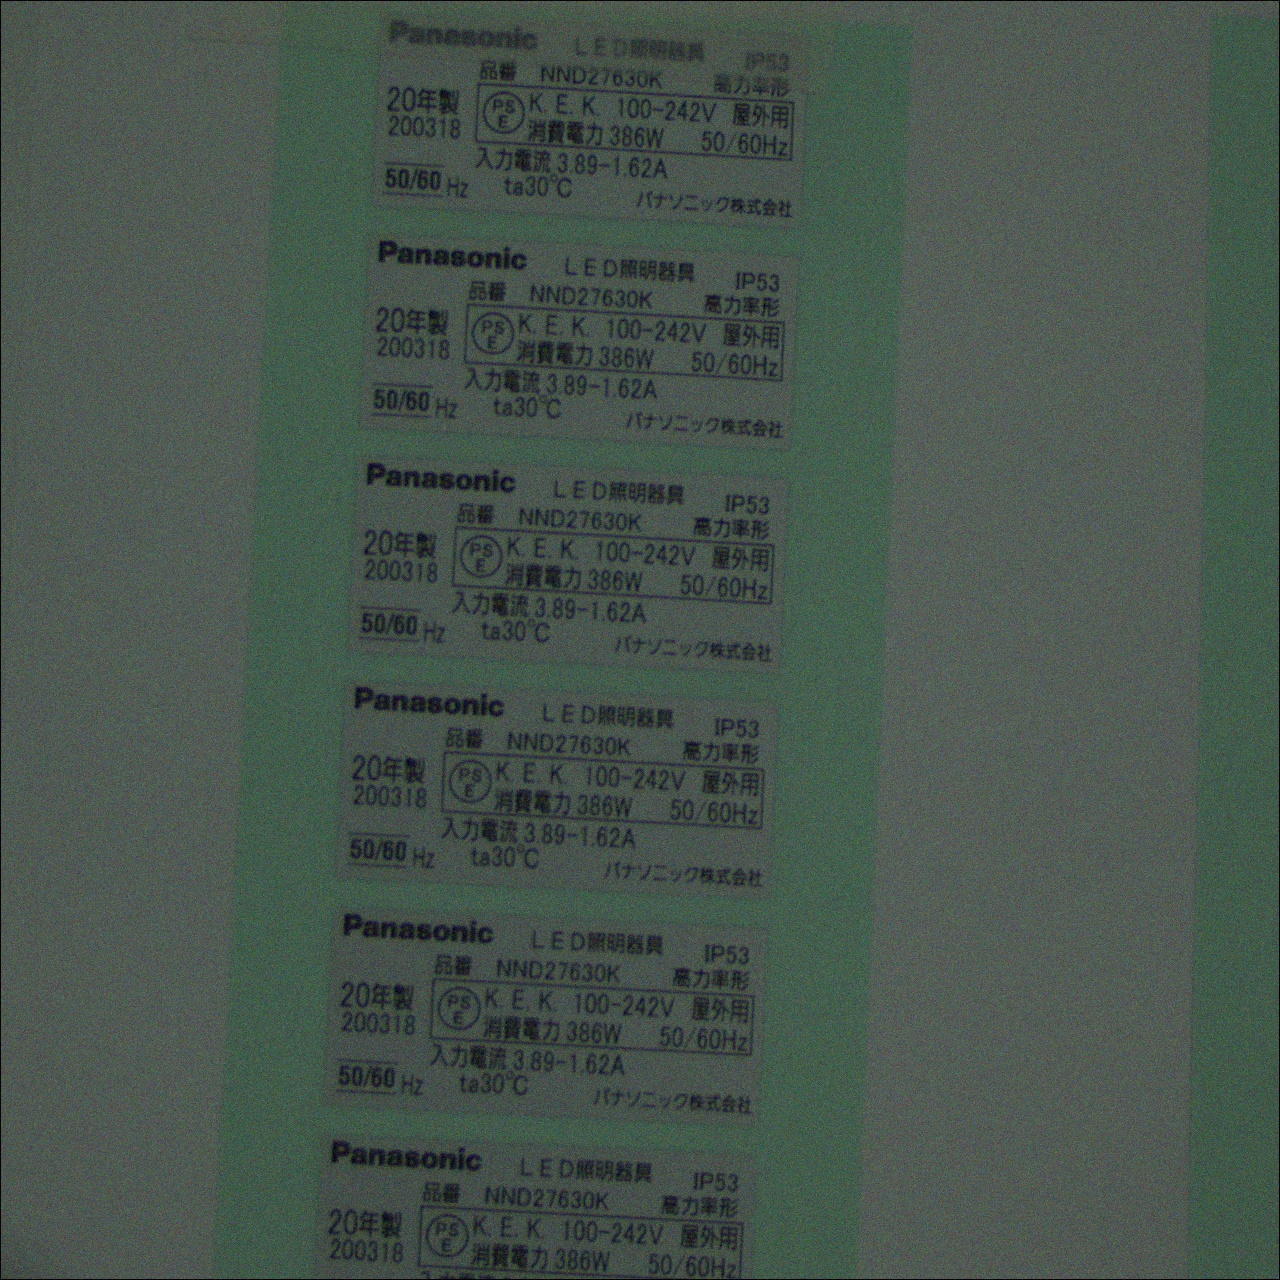 Panasonic LED照明器具 IP53
品番 NND27630K 高力率形
20年製 PS E K.E.K. 100-242V 屋外用
200318 消費電力 386W 50/60Hz
入力電流 3.89-1.62A
50/60 Hz ta30℃ パナソニック株式会社
Panasonic LED照明器具 IP53
品番 NND27630K 高力率形
20年製 PS E K.E.K. 100-242V 屋外用
200318 消費電力 386W 50/60Hz
入力電流 3.89-1.62A
50/60 Hz ta30℃ パナソニック株式会社
Panasonic LED照明器具 IP53
品番 NND27630K 高力率形
20年製 PS E K.E.K. 100-242V 屋外用
200318 消費電力 386W 50/60Hz
入力電流 3.89-1.62A
50/60 Hz ta30℃ パナソニック株式会社
Panasonic LED照明器具 IP53
品番 NND27630K 高力率形
20年製 PS E K.E.K. 100-242V 屋外用
200318 消費電力 386W 50/60Hz
入力電流 3.89-1.62A
50/60 Hz ta30℃ パナソニック株式会社
Panasonic LED照明器具 IP53
品番 NND27630K 高力率形
20年製 PS E K.E.K. 100-242V 屋外用
200318 消費電力 386W 50/60Hz
入力電流 3.89-1.62A
50/60 Hz ta30℃ パナソニック株式会社
Panasonic LED照明器具 IP53
品番 NND27630K 高力率形
20年製 PS E K.E.K. 100-242V 屋外用
200318 消費電力 386W 50/60Hz